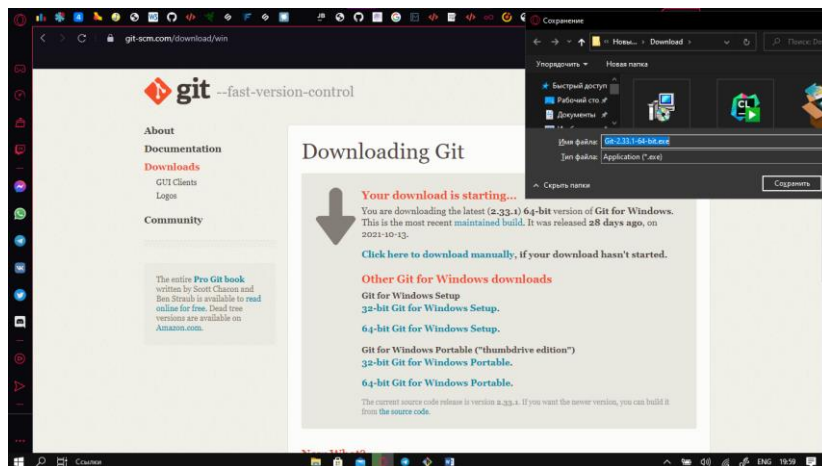 git-scm.com/download/win
Сохранение
« Новы... › Download ›
Упорядочить
Новая папка
Быстрый доступ
Рабочий сто
Документы
Имя файла: Git-2.33.1-64-bit.exe
Тип файла: Application (*.exe)
Скрыть папки
Сохранить
git --fast-version-control
About
Documentation
Downloads
GUI Clients
Logos
Community
The entire Pro Git book
written by Scott Chacon and
Ben Straub is available to read
online for free. Dead tree
versions are available on
Amazon.com.
Downloading Git
Your download is starting...
You are downloading the latest (2.33.1) 64-bit version of Git for Windows.
This is the most recent maintained build. It was released 28 days ago, on
2021-10-13.
Click here to download manually, if your download hasn't started.
Other Git for Windows downloads
Git for Windows Setup
32-bit Git for Windows Setup.
64-bit Git for Windows Setup.
Git for Windows Portable ("thumbdrive edition")
32-bit Git for Windows Portable.
64-bit Git for Windows Portable.
The current source code release is version 2.33.1. If you want the newer version, you can build it
from the source code.
Ссылки
ENG 19:59